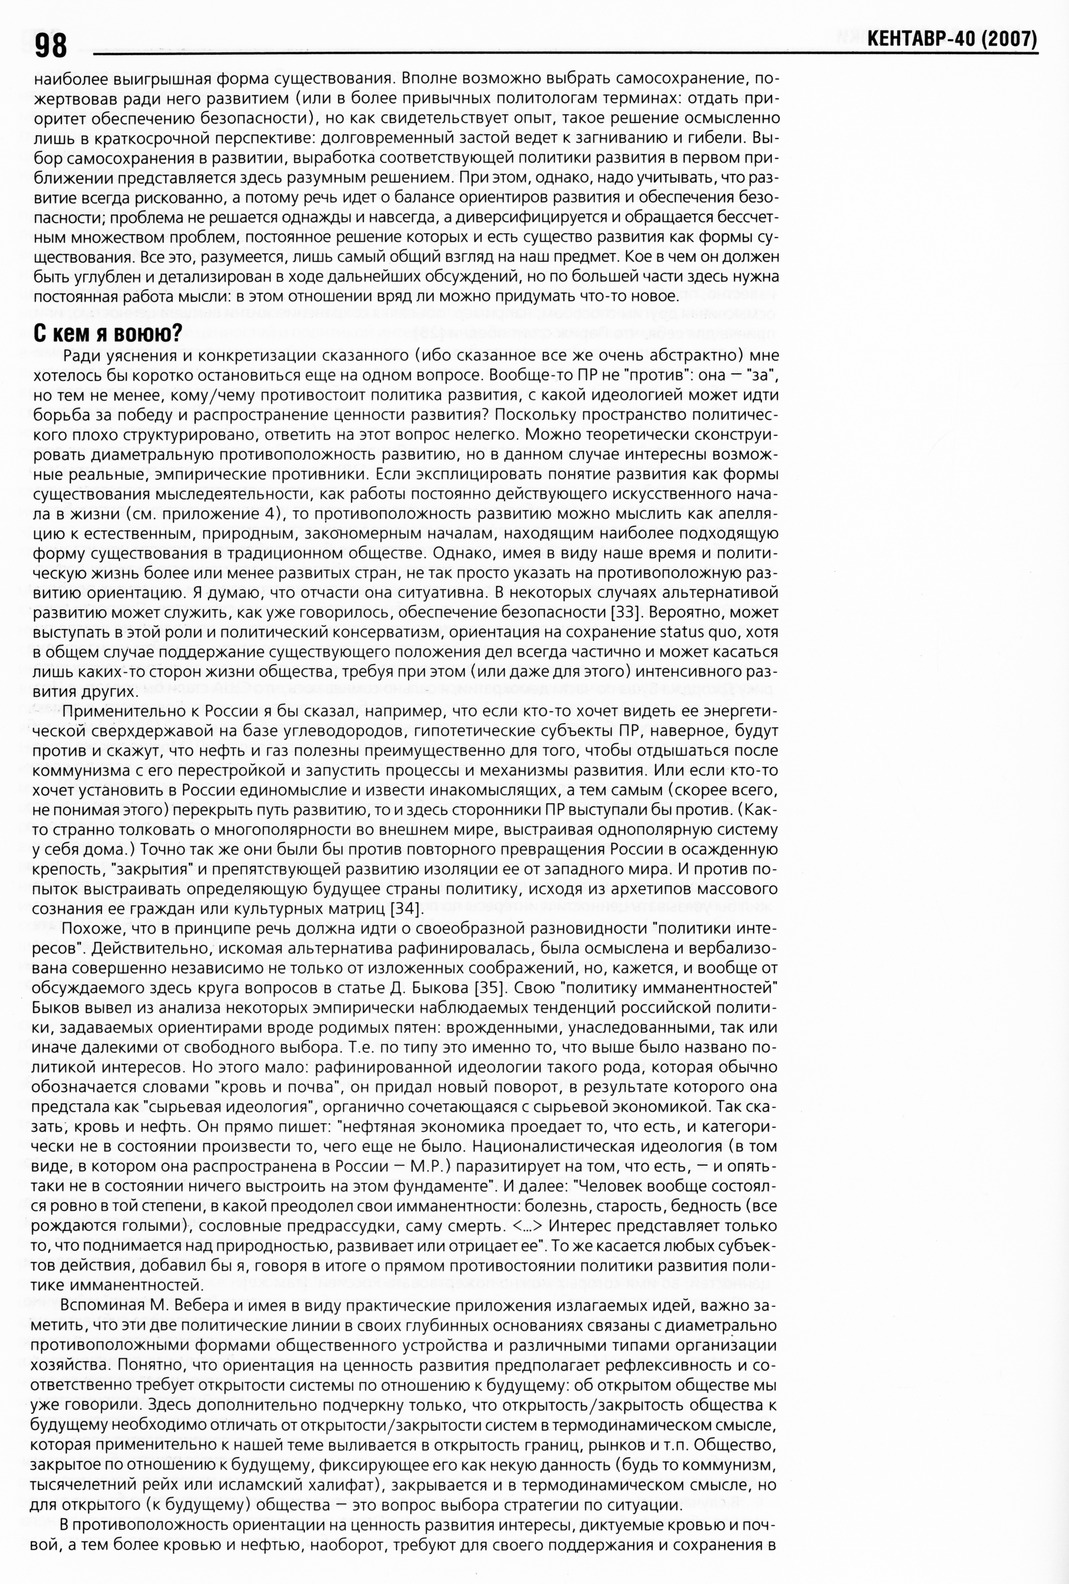 98
КЕНТАВР-40 (2007)
наиболее выигрышная форма существования. Вполне возможно выбрать самосохранение, по-
жертвовав ради него развитием (или в более привычных политологам терминах: отдать при-
оритет обеспечению безопасности), но как свидетельствует опыт, такое решение осмысленно
лишь в краткосрочной перспективе: долговременный застой ведет к загниванию и гибели. Вы-
бор самосохранения в развитии, выработка соответствующей политики развития в первом при-
ближении представляется здесь разумным решением. При этом, однако, надо учитывать, что раз-
витие всегда рискованно, а потому речь идет о балансе ориентиров развития и обеспечения безо-
пасности; проблема не решается однажды и навсегда, а диверсифицируется и обращается бессчет-
ным множеством проблем, постоянное решение которых и есть существо развития как формы су-
ществования. Все это, разумеется, лишь самый общий взгляд на наш предмет. Кое в чем он должен
быть углублен и детализирован в ходе дальнейших обсуждений, но по большей части здесь нужна
постоянная работа мысли: в этом отношении вряд ли можно придумать что-то новое.
С кем я воюю?
Ради уяснения и конкретизации сказанного (ибо сказанное все же очень абстрактно) мне
хотелось бы коротко остановиться еще на одном вопросе. Вообще-то ПР не "против": она — "за",
но тем не менее, кому/чему противостоит политика развития, с какой идеологией может идти
борьба за победу и распространение ценности развития? Поскольку пространство политичес-
кого плохо структурировано, ответить на этот вопрос нелегко. Можно теоретически сконструи-
ровать диаметральную противоположность развитию, но в данном случае интересны возмож-
ные реальные, эмпирические противники. Если эксплицировать понятие развития как формы
существования мыследеятельности, как работы постоянно действующего искусственного нача-
ла в жизни (см. приложение 4), то противоположность развитию можно мыслить как апелля-
цию к естественным, природным, закономерным началам, находящим наиболее подходящую
форму существования в традиционном обществе. Однако, имея в виду наше время и полити-
ческую жизнь более или менее развитых стран, не так просто указать на противоположную раз-
витию ориентацию. Я думаю, что отчасти она ситуативна. В некоторых случаях альтернативой
развитию может служить, как уже говорилось, обеспечение безопасности [33]. Вероятно, может
выступать в этой роли и политический консерватизм, ориентация на сохранение status quo, хотя
в общем случае поддержание существующего положения дел всегда частично и может касаться
лишь каких-то сторон жизни общества, требуя при этом (или даже для этого) интенсивного раз-
вития других.
Применительно к России я бы сказал, например, что если кто-то хочет видеть ее энергети-
ческой сверхдержавой на базе углеводородов, гипотетические субъекты ПР, наверное, будут
против и скажут, что нефть и газ полезны преимущественно для того, чтобы отдышаться после
коммунизма с его перестройкой и запустить процессы и механизмы развития. Или если кто-то
хочет установить в России единомыслие и извести инакомыслящих, а тем самым (скорее всего,
не понимая этого) перекрыть путь развитию, то и здесь сторонники ПР выступали бы против. (Как-
то странно толковать о многополярности во внешнем мире, выстраивая однополярную систему
у себя дома.) Точно так же они были бы против повторного превращения России в осажденную
крепость, "закрытия" и препятствующей развитию изоляции ее от западного мира. И против по-
пыток выстраивать определяющую будущее страны политику, исходя из архетипов массового
сознания ее граждан или культурных матриц [34].
Похоже, что в принципе речь должна идти о своеобразной разновидности "политики инте-
ресов". Действительно, искомая альтернатива рафинировалась, была осмыслена и вербализо-
вана совершенно независимо не только от изложенных соображений, но, кажется, и вообще от
обсуждаемого здесь круга вопросов в статье Д. Быкова [35]. Свою "политику имманентностей"
Быков вывел из анализа некоторых эмпирически наблюдаемых тенденций российской полити-
ки, задаваемых ориентирами вроде родимых пятен: врожденными, унаследованными, так или
иначе далекими от свободного выбора. Т.е. по типу это именно то, что выше было названо по-
литикой интересов. Но этого мало: рафинированной идеологии такого рода, которая обычно
обозначается словами "кровь и почва", он придал новый поворот, в результате которого она
предстала как "сырьевая идеология", органично сочетающаяся с сырьевой экономикой. Так ска-
зать, кровь и нефть. Он прямо пишет: "нефтяная экономика проедает то, что есть, и категори-
чески не в состоянии произвести то, чего еще не было. Националистическая идеология (в том
виде, в котором она распространена в России — М.Р.) паразитирует на том, что есть, — и опять-
таки не в состоянии ничего выстроить на этом фундаменте". И далее: "Человек вообще состоял-
ся ровно в той степени, в какой преодолел свои имманентности: болезнь, старость, бедность (все
рождаются голыми), сословные предрассудки, саму смерть. <...> Интерес представляет только
то, что поднимается над природностью, развивает или отрицает ее". То же касается любых субъек-
тов действия, добавил бы я, говоря в итоге о прямом противостоянии политики развития поли-
тике имманентностей.
Вспоминая М. Вебера и имея в виду практические приложения излагаемых идей, важно за-
метить, что эти две политические линии в своих глубинных основаниях связаны с диаметрально
противоположными формами общественного устройства и различными типами организации
хозяйства. Понятно, что ориентация на ценность развития предполагает рефлексивность и со-
ответственно требует открытости системы по отношению к будущему: об открытом обществе мы
уже говорили. Здесь дополнительно подчеркну только, что открытость/закрытость общества к
будущему необходимо отличать от открытости/закрытости систем в термодинамическом смысле,
которая применительно к нашей теме выливается в открытость границ, рынков и т.п. Общество,
закрытое по отношению к будущему, фиксирующее его как некую данность (будь то коммунизм,
тысячелетний рейх или исламский халифат), закрывается и в термодинамическом смысле, но
для открытого (к будущему) общества — это вопрос выбора стратегии по ситуации.
В противоположность ориентации на ценность развития интересы, диктуемые кровью и поч-
вой, а тем более кровью и нефтью, наоборот, требуют для своего поддержания и сохранения в